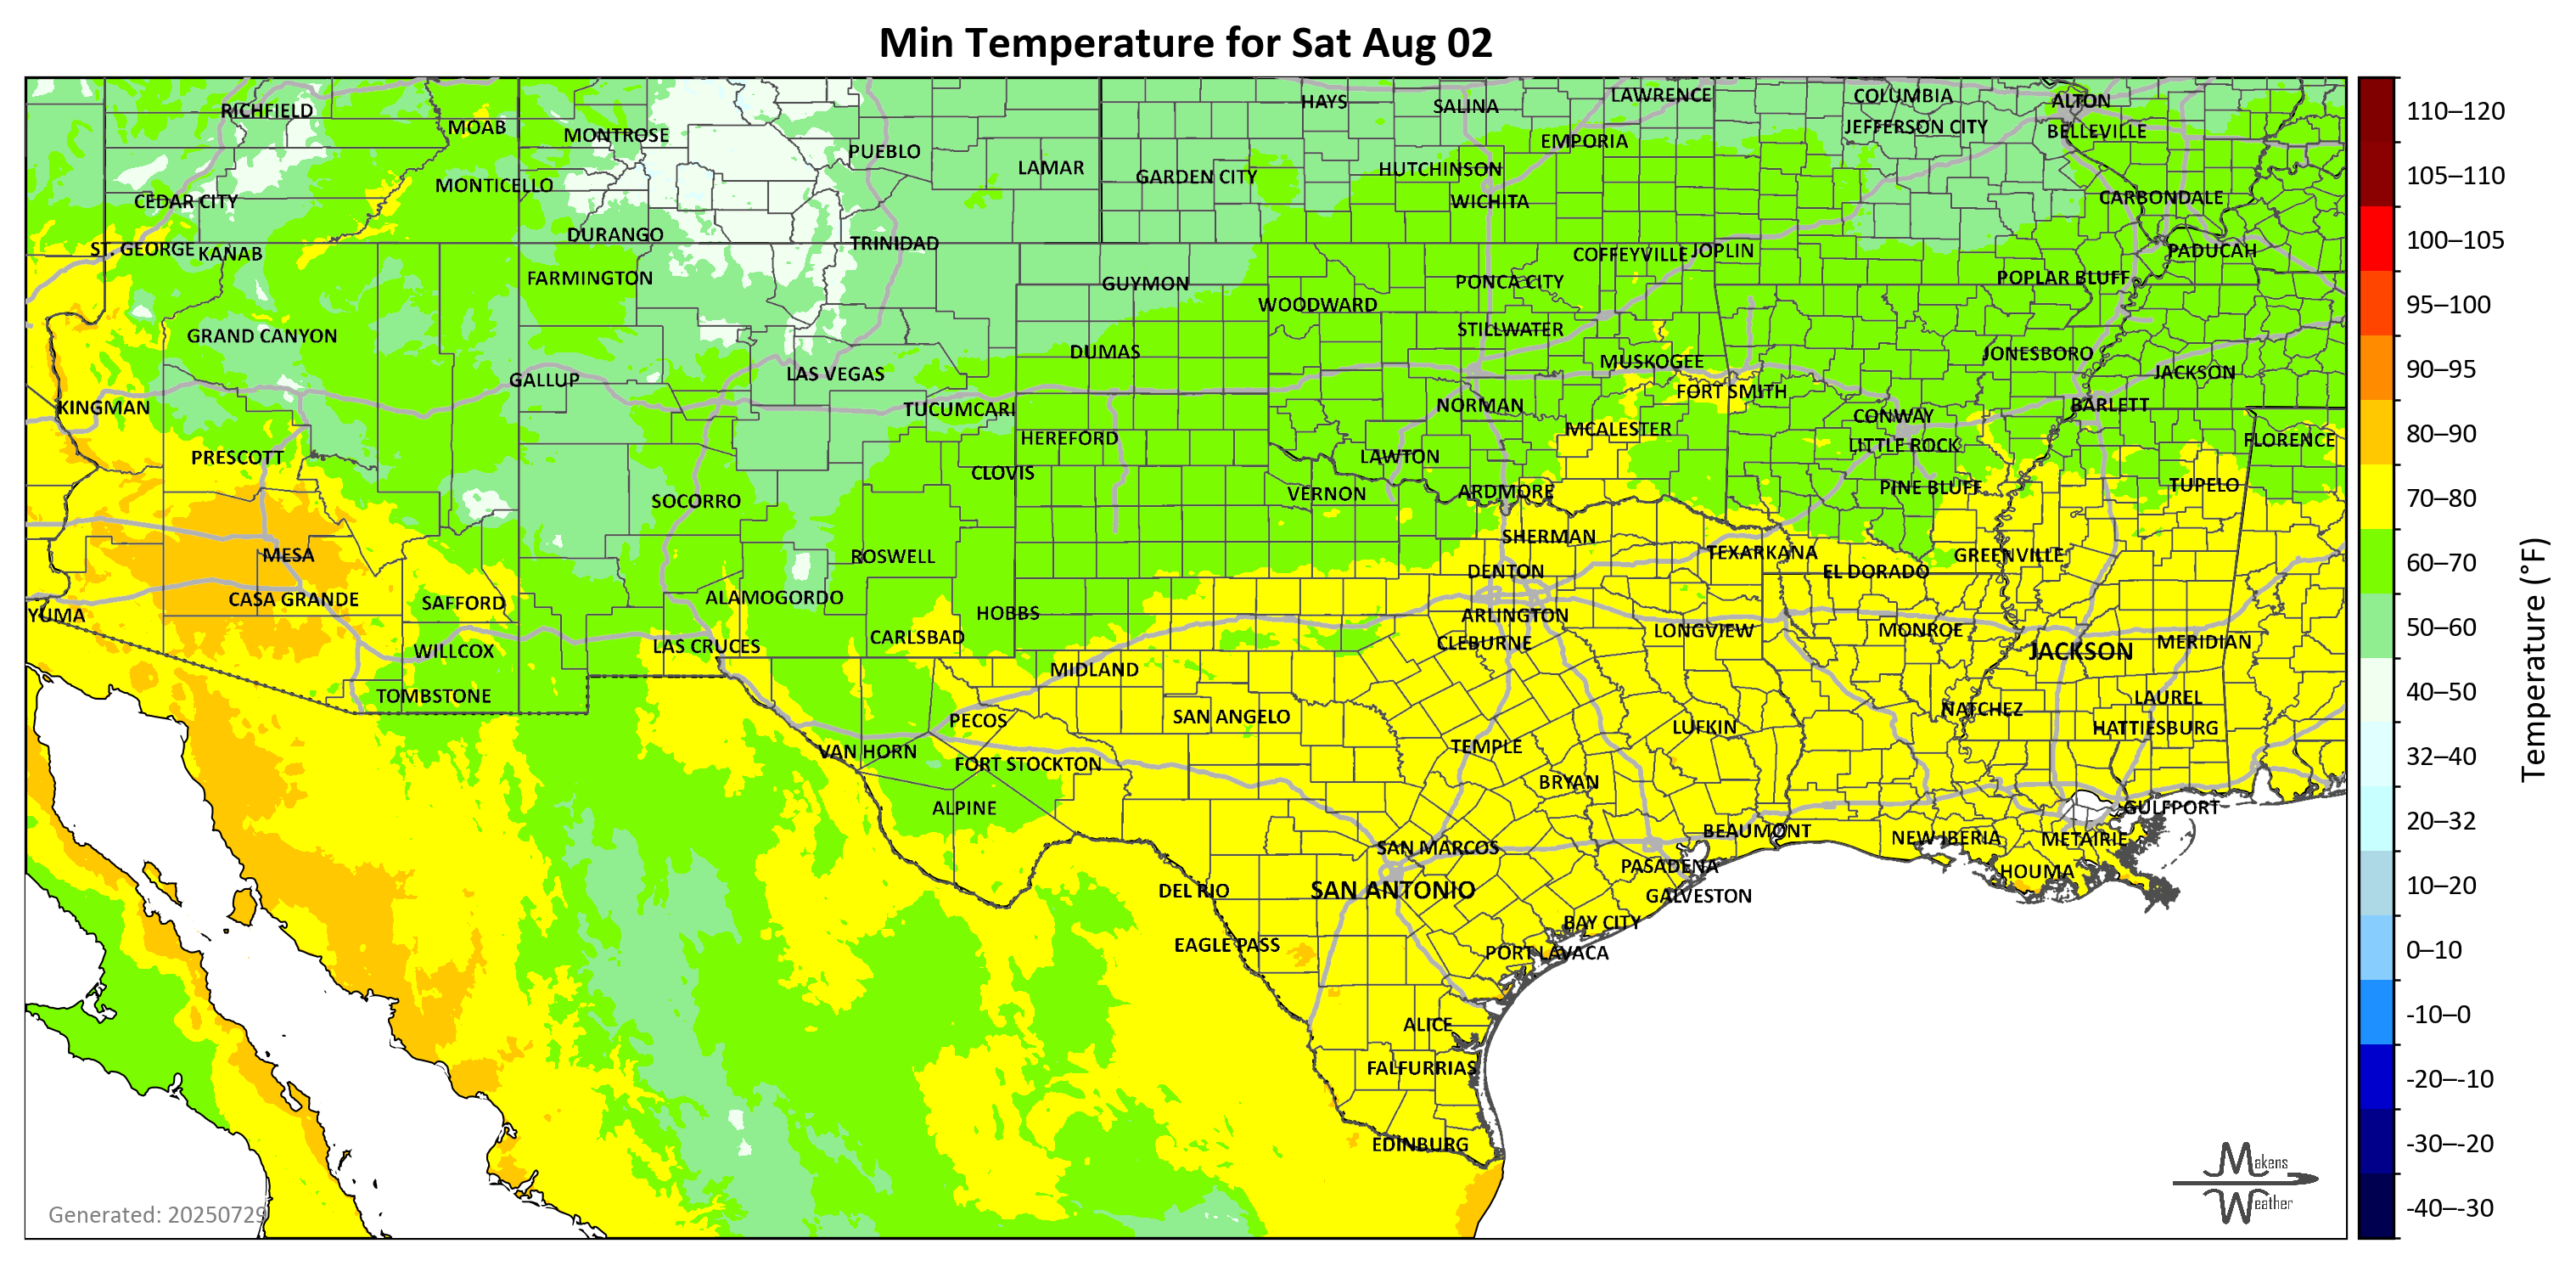 Min Temperature for Sat Aug 02
RICHFIELD
MOAB
MONTROSE
PUEBLO
LAMAR
HAYS
SALINA
LAWRENCE
COLUMBIA
ALTON
JEFFERSON CITY
BELLEVILLE
EMPORIA
HUTCHINSON
GARDEN CITY
MONTICELLO
CEDAR CITY
WICHITA
CARBONDALE
DURANGO
TRINIDAD
ST. GEORGE
KANAB
COFFEYVILLE
JOPLIN
PADUCAH
FARMINGTON
GUYMON
PONCA CITY
POPLAR BLUFF
WOODWARD
GRAND CANYON
STILLWATER
DUMAS
MUSKOGEE
JONESBORO
GALLUP
LAS VEGAS
JACKSON
FORT SMITH
KINGMAN
TUCUMCARI
NORMAN
CONWAY
BARLETT
HEREFORD
MCALESTER
LITTLE ROCK
FLORENCE
PRESCOTT
CLOVIS
LAWTON
SOCORRO
VERNON
ARDMORE
PINE BLUFF
TUPELO
MESA
ROSWELL
SHERMAN
TEXARKANA
GREENVILLE
DENTON
EL DORADO
CASA GRANDE
SAFFORD
ALAMOGORDO
HOBBS
YUMA
ARLINGTON
LAS CRUCES
CARLSBAD
CLEBURNE
LONGVIEW
MONROE
MERIDIAN
WILLCOX
JACKSON
MIDLAND
TOMBSTONE
LAUREL
PECOS
SAN ANGELO
NATCHEZ
LUFKIN
HATTIESBURG
VAN HORN
FORT STOCKTON
TEMPLE
BRYAN
ALPINE
GULFPORT
BEAUMONT
NEW IBERIA
METAIRIE
SAN MARCOS
PASADENA
HOUMA
DEL RIO
SAN ANTONIO
GALVESTON
BAY CITY
EAGLE PASS
PORT LAVACA
ALICE
FALFURRIAS
EDINBURG
Generated: 20250729
Makens
Weather
110–120
105–110
100–105
95–100
90–95
80–90
70–80
60–70
50–60
40–50
32–40
20–32
10–20
0–10
-10–0
-20–-10
-30–-20
-40–-30
Temperature (°F)